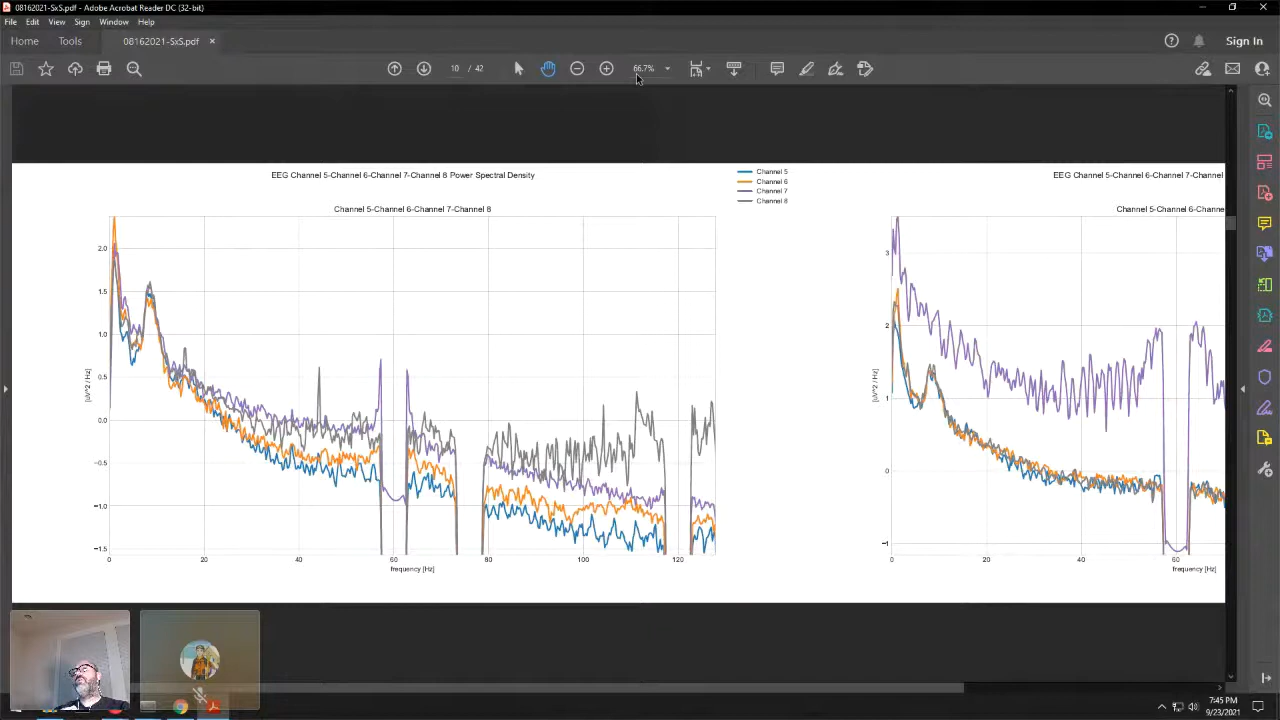 08162021-SxS.pdf - Adobe Acrobat Reader DC (32-bit)
File Edit View Sign Window Help
Home Tools 08162021-SxS.pdf × Sign In
10 / 42 66.7%
EEG Channel 5-Channel 6-Channel 7-Channel 8 Power Spectral Density
Channel 5
Channel 6
Channel 7
Channel 8
Channel 5-Channel 6-Channel 7-Channel 8
2.0
1.5
1.0
0.5
0.0
−0.5
−1.0
−1.5
[uV^2 / Hz]
0 20 40 60 80 100 120
frequency [Hz]
EEG Channel 5-Channel 6-Channel 7-Channel
Channel 5-Channel 6-Channe
3
2
1
0
−1
[uV^2 / Hz]
0 20 40 60
frequency [Hz]
7:45 PM
9/23/2021